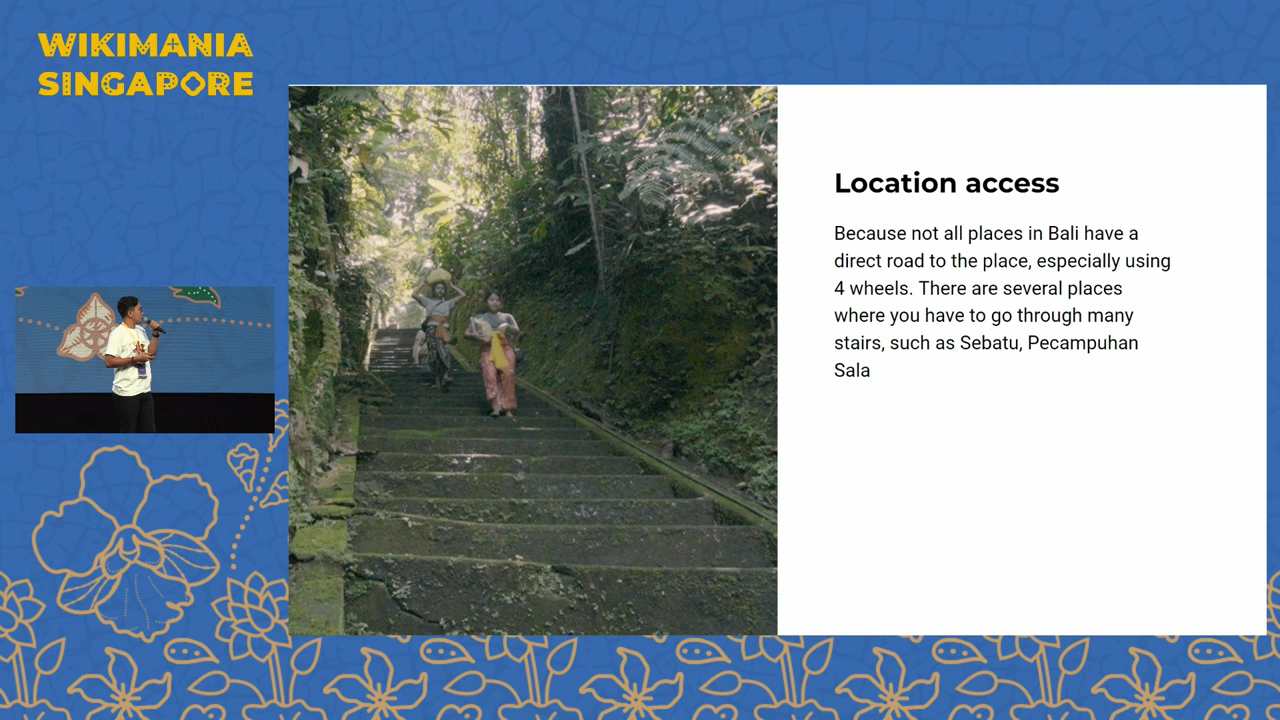 WIKIMANIA
SINGAPORE
Location access
Because not all places in Bali have a
direct road to the place, especially using
4 wheels. There are several places
where you have to go through many
stairs, such as Sebatu, Pecampuhan
Sala